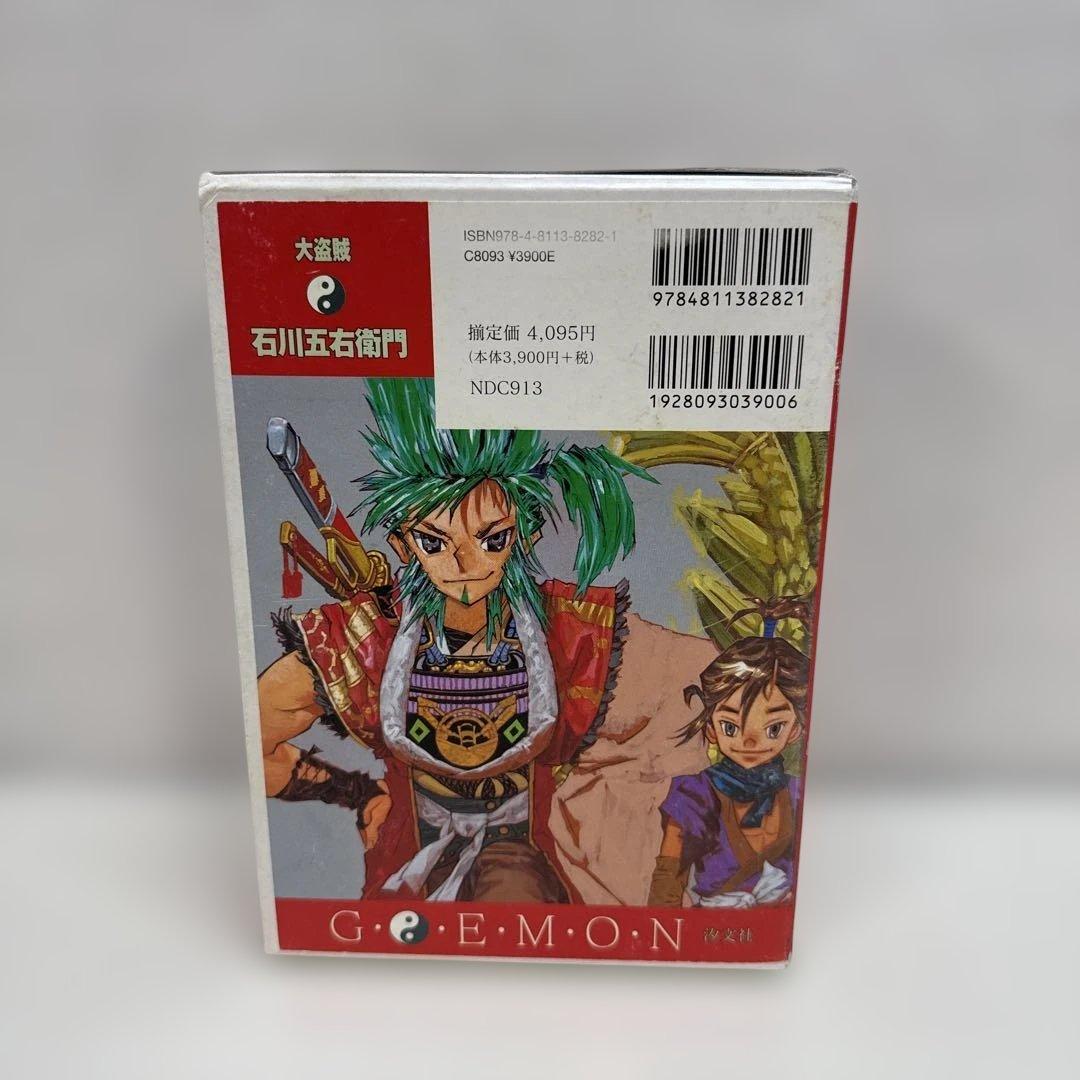 大盗賊
石川五右衛門
ISBN978-4-8113-8282-1
C8093 ¥3900E
9784811382821
揃定価 4,095円
(本体3,900円+税)
NDC913
1928093039006
G・・E・M・O・N
汐文社